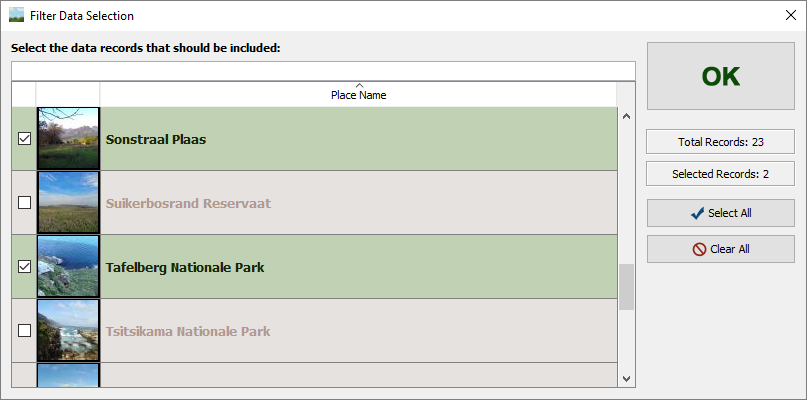 Filter Data Selection
Select the data records that should be included:
Place Name
Sonstraal Plaas
Suikerbosrand Reservaat
Tafelberg Nationale Park
Tsitsikama Nationale Park
OK
Total Records: 23
Selected Records: 2
Select All
Clear All